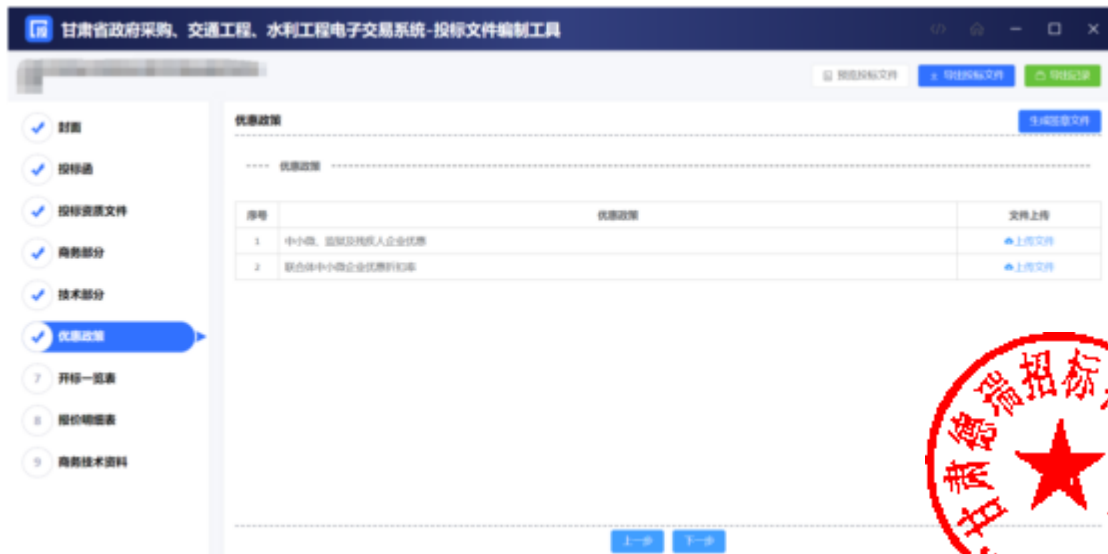 甘肃省政府采购、交通工程、水利工程电子交易系统-投标文件编制工具
预览投标文件
导出投标文件
导出记录
封面
投标函
投标资质文件
商务部分
技术部分
优惠政策
7 开标一览表
8 报价明细表
9 商务技术资料
优惠政策
生成签章文件
优惠政策
序号 优惠政策 文件上传
1 中小微、监狱及残疾人企业优惠 上传文件
2 联合体中小微企业优惠折扣率 上传文件
上一步 下一步
甘肃德瑞招标